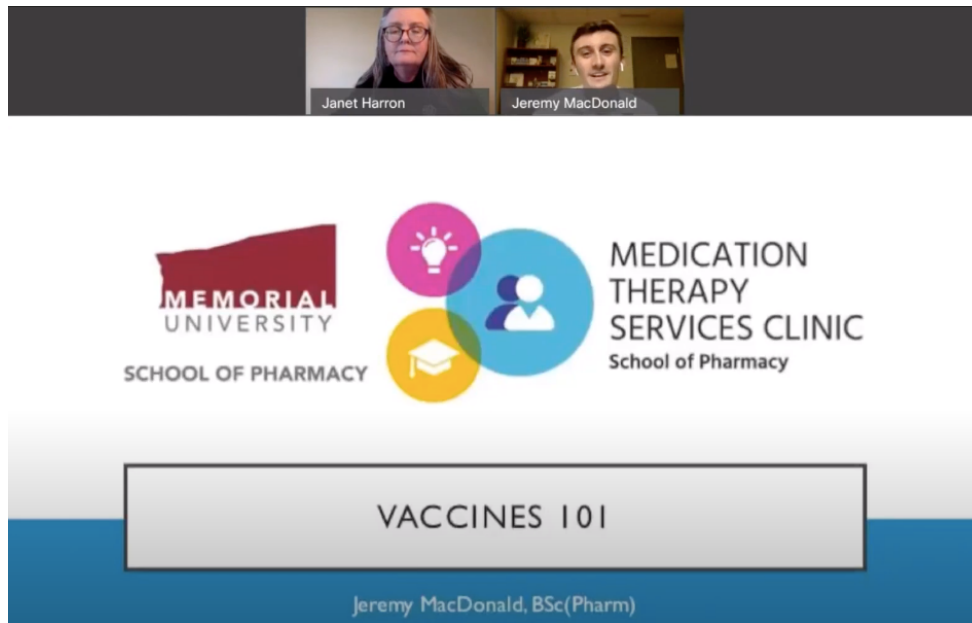 Janet Harron
Jeremy MacDonald
MEMORIAL
UNIVERSITY
SCHOOL OF PHARMACY
MEDICATION
THERAPY
SERVICES CLINIC
School of Pharmacy
VACCINES 101
Jeremy MacDonald, BSc(Pharm)